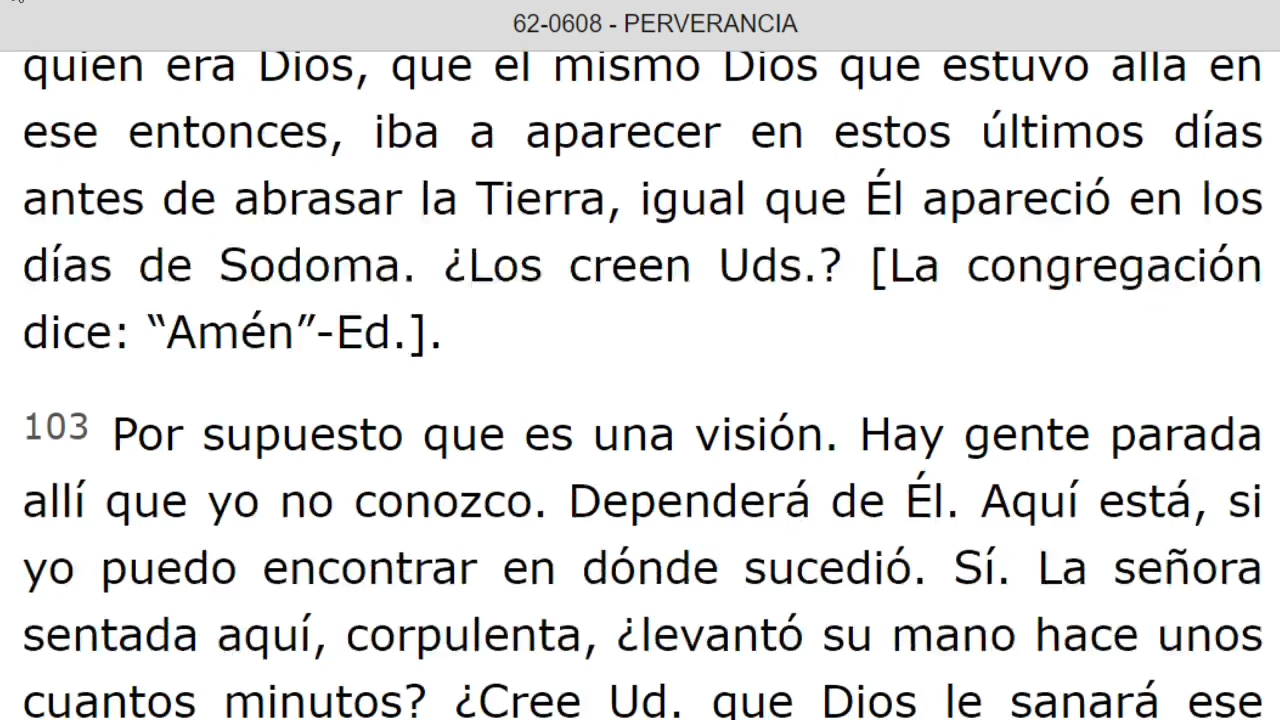 62-0608 - PERVERANCIA
quién era Dios, que el mismo Dios que estuvo allá en
ese entonces, iba a aparecer en estos últimos días
antes de abrasar la Tierra, igual que Él apareció en los
días de Sodoma. ¿Los creen Uds.? [La congregación
dice: “Amén”-Ed.].
103 Por supuesto que es una visión. Hay gente parada
allí que yo no conozco. Dependerá de Él. Aquí está, si
yo puedo encontrar en dónde sucedió. Sí. La señora
sentada aquí, corpulenta, ¿levantó su mano hace unos
cuantos minutos? ¿Cree Ud. que Dios le sanará ese